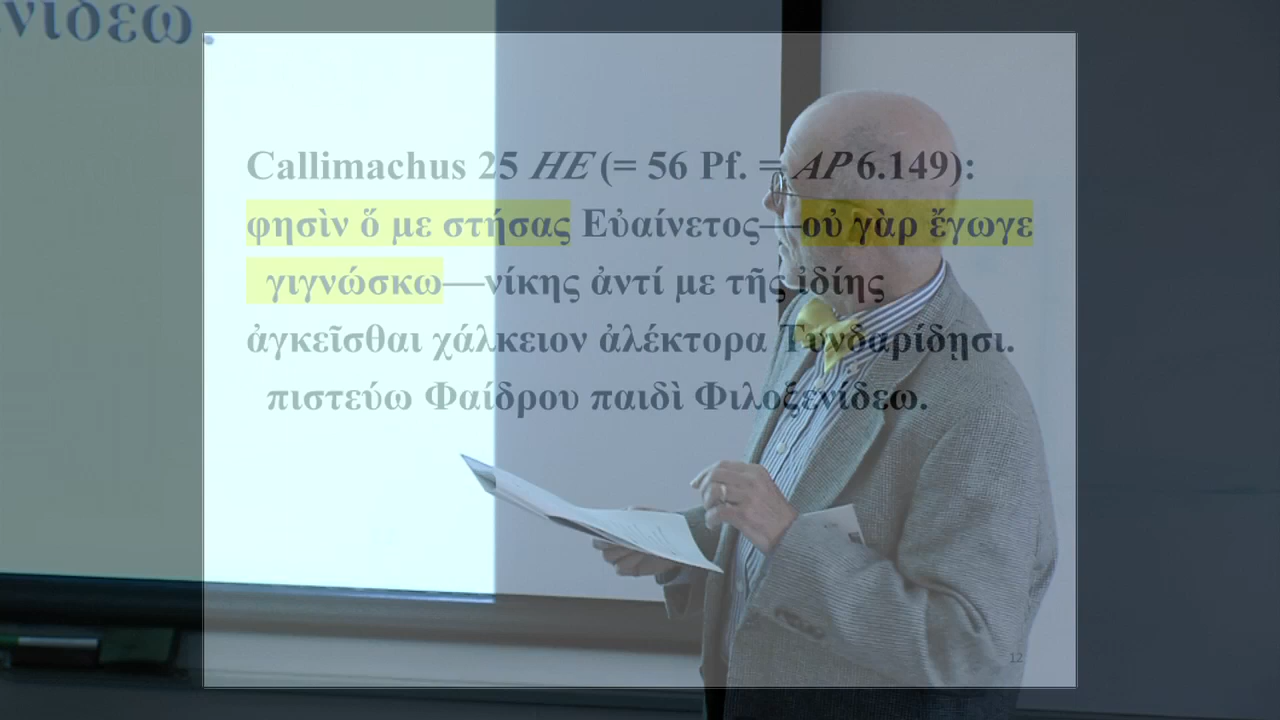 νίδεω.
Callimachus 25 HE (= 56 Pf. = AP 6.149):
φησὶν ὅ με στήσας Εὐαίνετος—οὐ γὰρ ἔγωγε
γιγνώσκω—νίκης ἀντί με τῆς ἰδίης
ἀγκεῖσθαι χάλκειον ἀλέκτορα Τυνδαρίδῃσι.
πιστεύω Φαίδρου παιδὶ Φιλοξενίδεω.
12